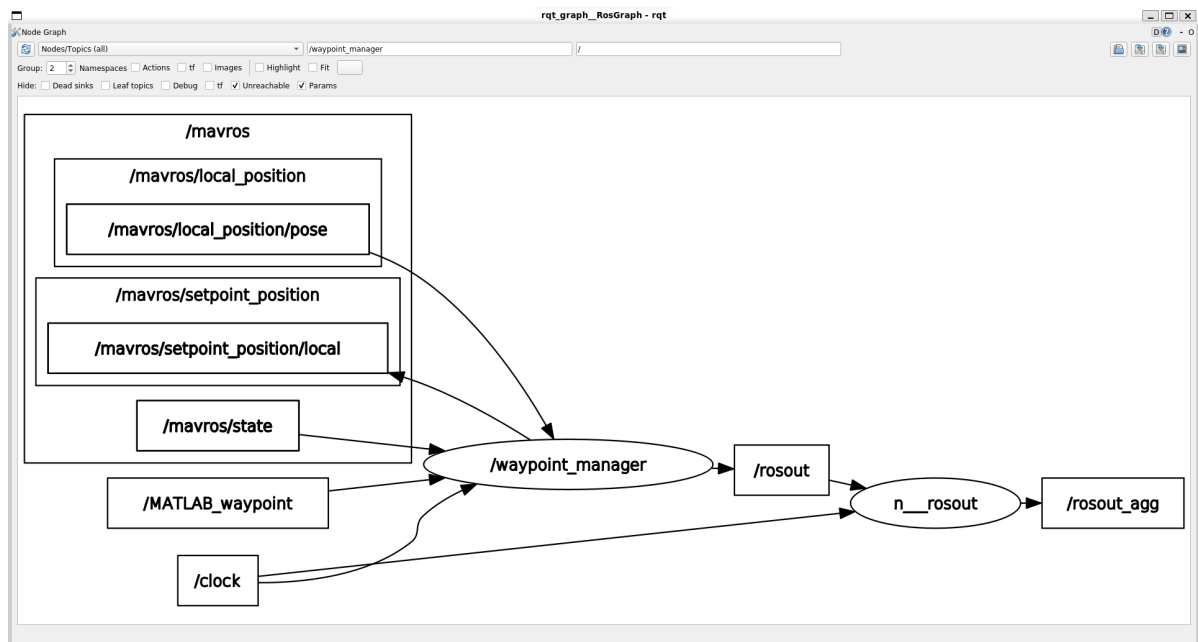 rqt_graph__RosGraph - rqt
Node Graph
D - O
Nodes/Topics (all) /waypoint_manager /
Group: 2 Namespaces Actions tf Images Highlight Fit
Hide: Dead sinks Leaf topics Debug tf Unreachable Params
/mavros
/mavros/local_position
/mavros/local_position/pose
/mavros/setpoint_position
/mavros/setpoint_position/local
/mavros/state
/waypoint_manager
/rosout
/MATLAB_waypoint
n___rosout
/rosout_agg
/clock